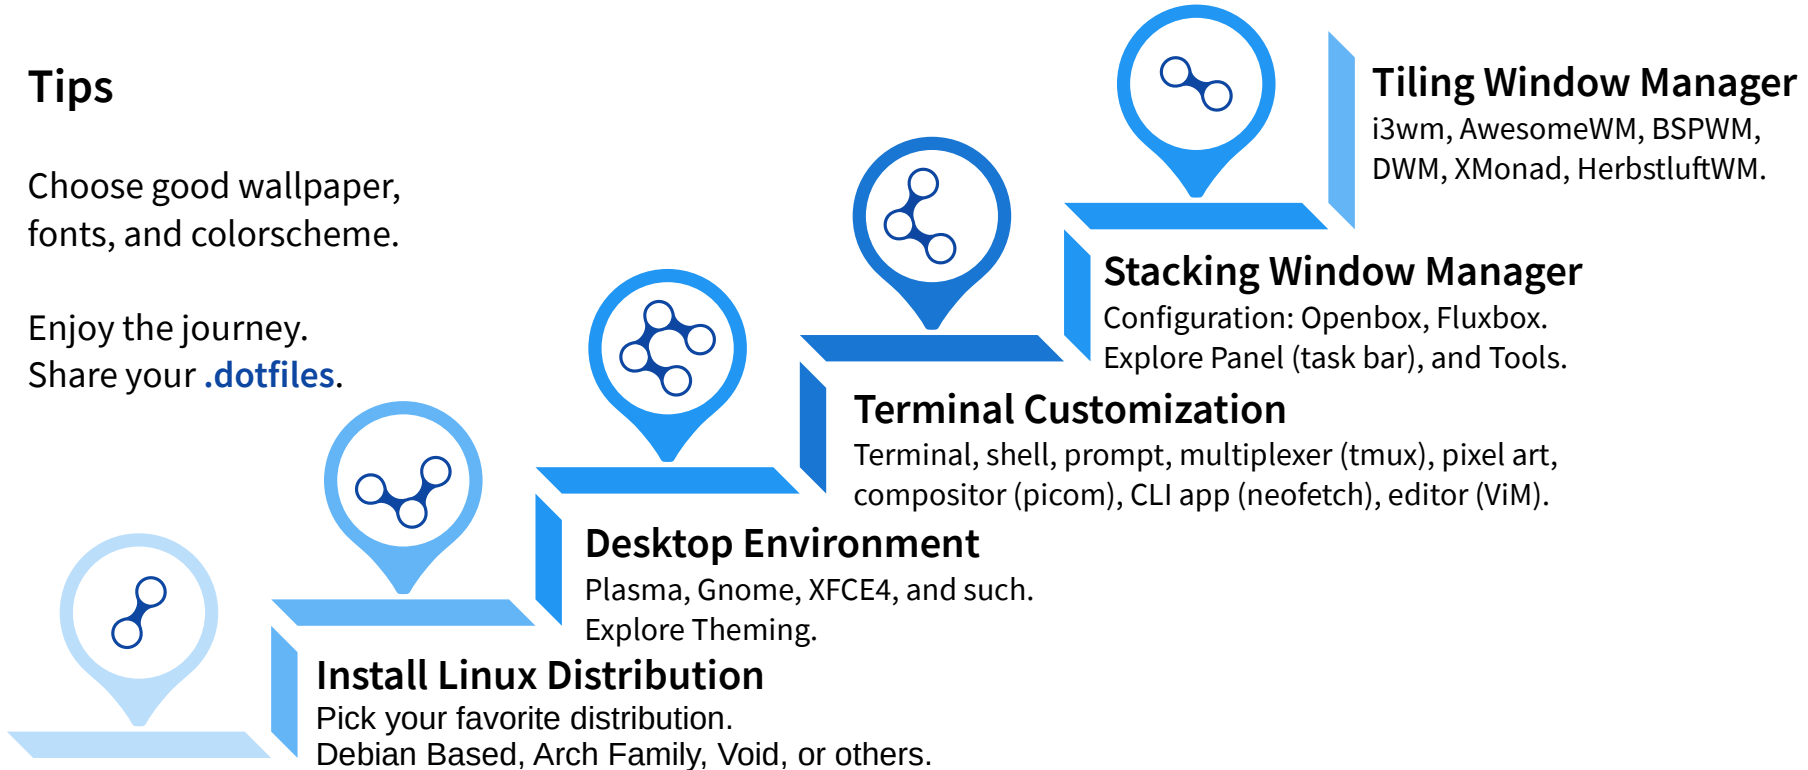 Tips
Choose good wallpaper,
fonts, and colorscheme.
Enjoy the journey.
Share your .dotfiles.
Tiling Window Manager
i3wm, AwesomeWM, BSPWM,
DWM, XMonad, HerbstluftWM.
Stacking Window Manager
Configuration: Openbox, Fluxbox.
Explore Panel (task bar), and Tools.
Terminal Customization
Terminal, shell, prompt, multiplexer (tmux), pixel art,
compositor (picom), CLI app (neofetch), editor (ViM).
Desktop Environment
Plasma, Gnome, XFCE4, and such.
Explore Theming.
Install Linux Distribution
Pick your favorite distribution.
Debian Based, Arch Family, Void, or others.